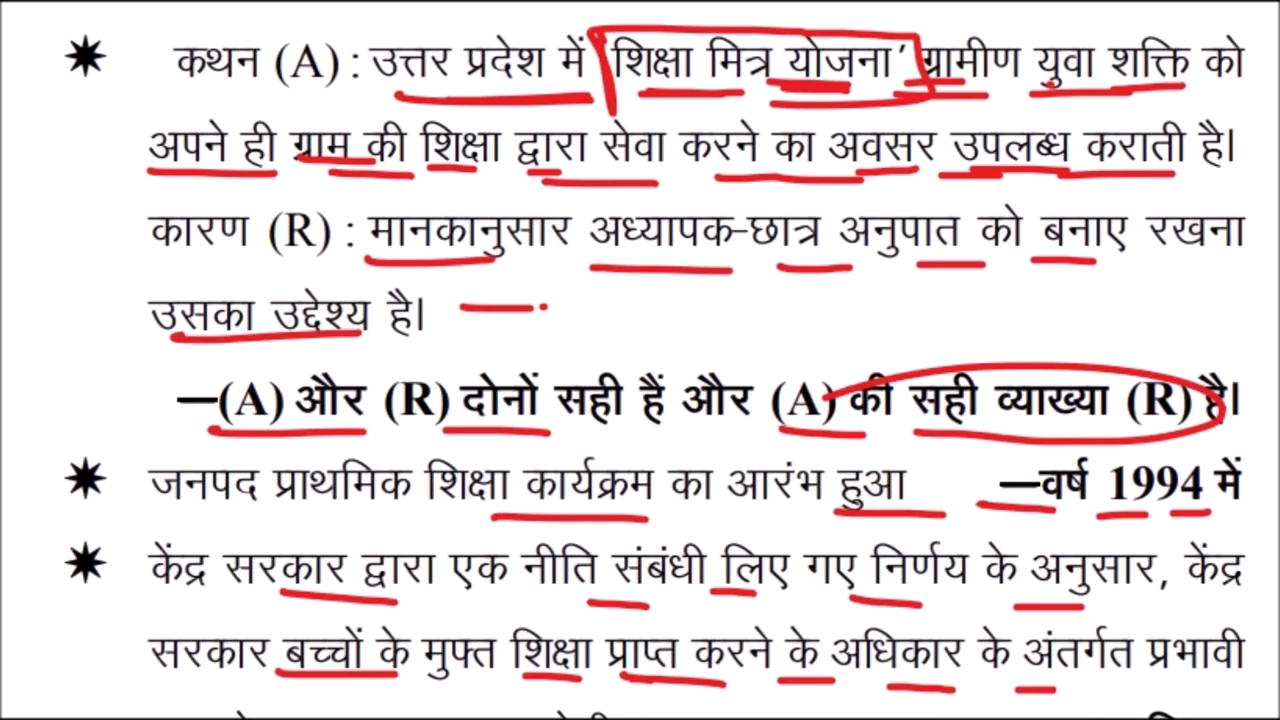 ✷ कथन (A) : उत्तर प्रदेश में 'शिक्षा मित्र योजना' ग्रामीण युवा शक्ति को
अपने ही ग्राम की शिक्षा द्वारा सेवा करने का अवसर उपलब्ध कराती है।
कारण (R) : मानकानुसार अध्यापक-छात्र अनुपात को बनाए रखना
उसका उद्देश्य है।
—(A) और (R) दोनों सही हैं और (A) की सही व्याख्या (R) है।
✷ जनपद प्राथमिक शिक्षा कार्यक्रम का आरंभ हुआ —वर्ष 1994 में
✷ केंद्र सरकार द्वारा एक नीति संबंधी लिए गए निर्णय के अनुसार, केंद्र
सरकार बच्चों के मुफ्त शिक्षा प्राप्त करने के अधिकार के अंतर्गत प्रभावी